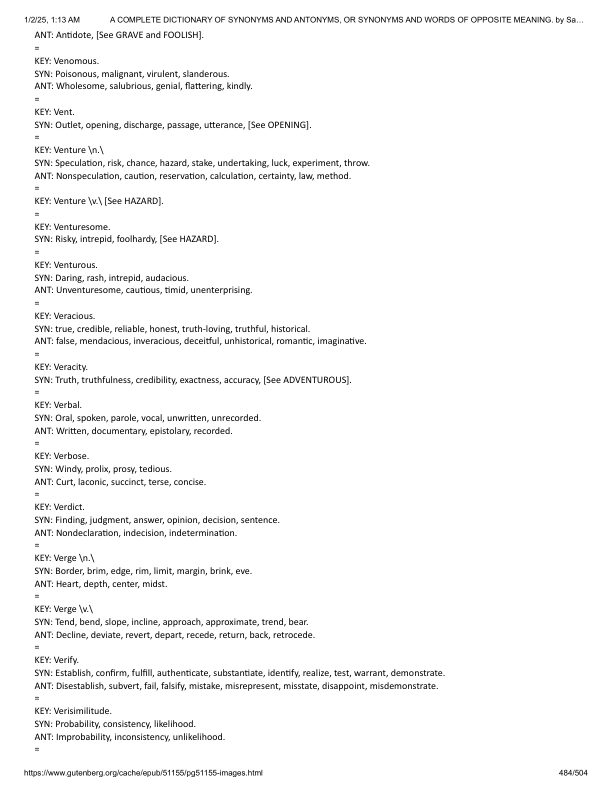 1/2/25, 1:13 AM A COMPLETE DICTIONARY OF SYNONYMS AND ANTONYMS, OR SYNONYMS AND WORDS OF OPPOSITE MEANING. by Sa…
ANT: Antidote, [See GRAVE and FOOLISH].
=
KEY: Venomous.
SYN: Poisonous, malignant, virulent, slanderous.
ANT: Wholesome, salubrious, genial, flattering, kindly.
=
KEY: Vent.
SYN: Outlet, opening, discharge, passage, utterance, [See OPENING].
=
KEY: Venture \n.\
SYN: Speculation, risk, chance, hazard, stake, undertaking, luck, experiment, throw.
ANT: Nonspeculation, caution, reservation, calculation, certainty, law, method.
=
KEY: Venture \v.\ [See HAZARD].
=
KEY: Venturesome.
SYN: Risky, intrepid, foolhardy, [See HAZARD].
=
KEY: Venturous.
SYN: Daring, rash, intrepid, audacious.
ANT: Unventuresome, cautious, timid, unenterprising.
=
KEY: Veracious.
SYN: true, credible, reliable, honest, truth-loving, truthful, historical.
ANT: false, mendacious, inveracious, deceitful, unhistorical, romantic, imaginative.
=
KEY: Veracity.
SYN: Truth, truthfulness, credibility, exactness, accuracy, [See ADVENTUROUS].
=
KEY: Verbal.
SYN: Oral, spoken, parole, vocal, unwritten, unrecorded.
ANT: Written, documentary, epistolary, recorded.
=
KEY: Verbose.
SYN: Windy, prolix, prosy, tedious.
ANT: Curt, laconic, succinct, terse, concise.
=
KEY: Verdict.
SYN: Finding, judgment, answer, opinion, decision, sentence.
ANT: Nondeclaration, indecision, indetermination.
=
KEY: Verge \n.\
SYN: Border, brim, edge, rim, limit, margin, brink, eve.
ANT: Heart, depth, center, midst.
=
KEY: Verge \v.\
SYN: Tend, bend, slope, incline, approach, approximate, trend, bear.
ANT: Decline, deviate, revert, depart, recede, return, back, retrocede.
=
KEY: Verify.
SYN: Establish, confirm, fulfill, authenticate, substantiate, identify, realize, test, warrant, demonstrate.
ANT: Disestablish, subvert, fail, falsify, mistake, misrepresent, misstate, disappoint, misdemonstrate.
=
KEY: Verisimilitude.
SYN: Probability, consistency, likelihood.
ANT: Improbability, inconsistency, unlikelihood.
=
https://www.gutenberg.org/cache/epub/51155/pg51155-images.html 484/504